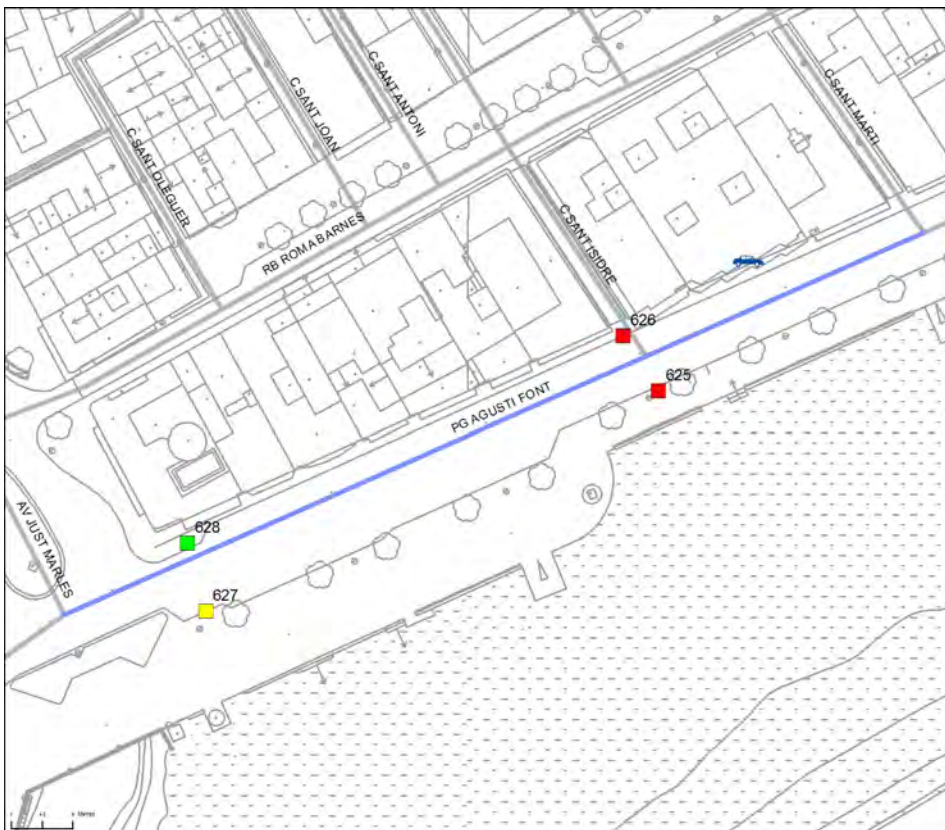 C SANT OLEGUER
C SANT JOAN
C SANT ANTONI
C SANT MARTI
RB ROMA BARNES
C SANT ISIDRE
626
625
PG AGUSTI FONT
628
AV JUST MARLES
627